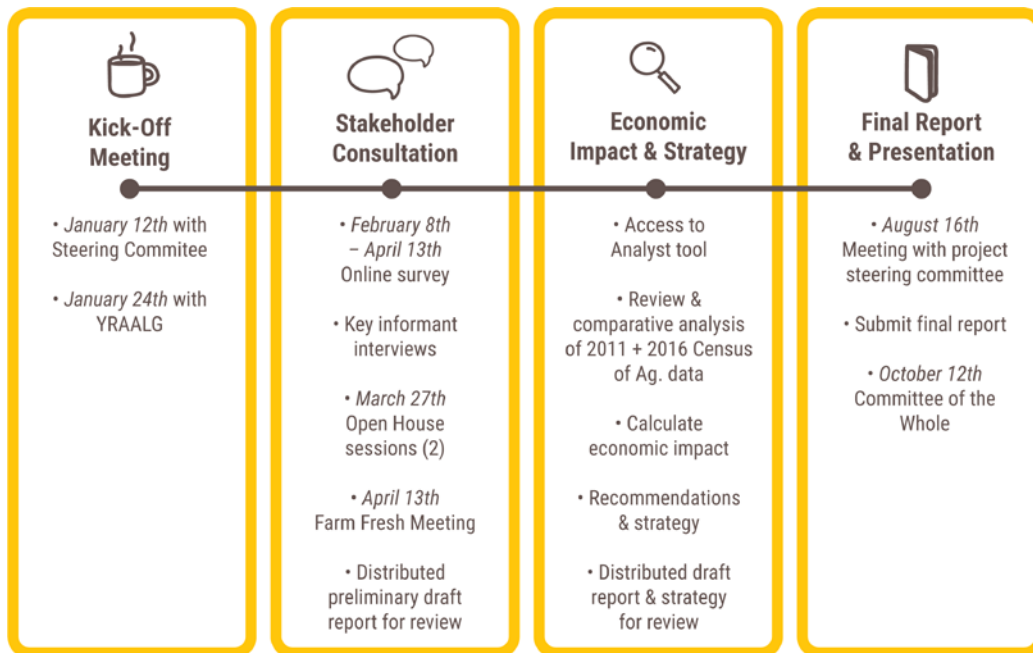 Kick-Off
Meeting
• January 12th with
Steering Commitee
• January 24th with
YRAALG
Stakeholder
Consultation
• February 8th
– April 13th
Online survey
• Key informant
interviews
• March 27th
Open House
sessions (2)
• April 13th
Farm Fresh Meeting
• Distributed
preliminary draft
report for review
Economic
Impact & Strategy
• Access to
Analyst tool
• Review &
comparative analysis
of 2011 + 2016 Census
of Ag. data
• Calculate
economic impact
• Recommendations
& strategy
• Distributed draft
report & strategy
for review
Final Report
& Presentation
• August 16th
Meeting with project
steering committee
• Submit final report
• October 12th
Committee of the
Whole